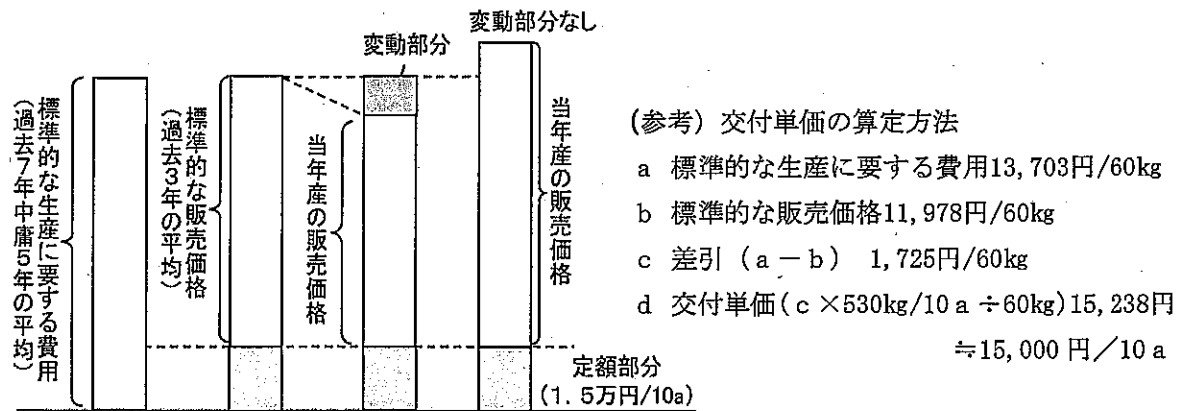 変動部分なし
変動部分
標準的な生産に要する費用
(過去7年中庸5年の平均)
標準的な販売価格
(過去3年の平均)
当年産の販売価格
当年産の販売価格
定額部分
(1.5万円/10a)
(参考) 交付単価の算定方法
a 標準的な生産に要する費用13,703円/60kg
b 標準的な販売価格11,978円/60kg
c 差引 (a-b) 1,725円/60kg
d 交付単価(c×530kg/10a÷60kg)15,238円
≒15,000円/10a